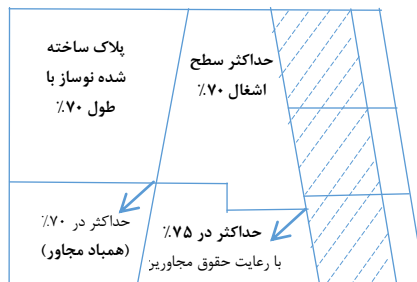 حداکثر سطح
اشغال ۷۰٪
پلاک ساخته
شده نوساز با
طول ۷۰٪
حداکثر در ۷۵٪
با رعایت حقوق مجاورین
حداکثر در ۷۰٪
(همباد مجاور)